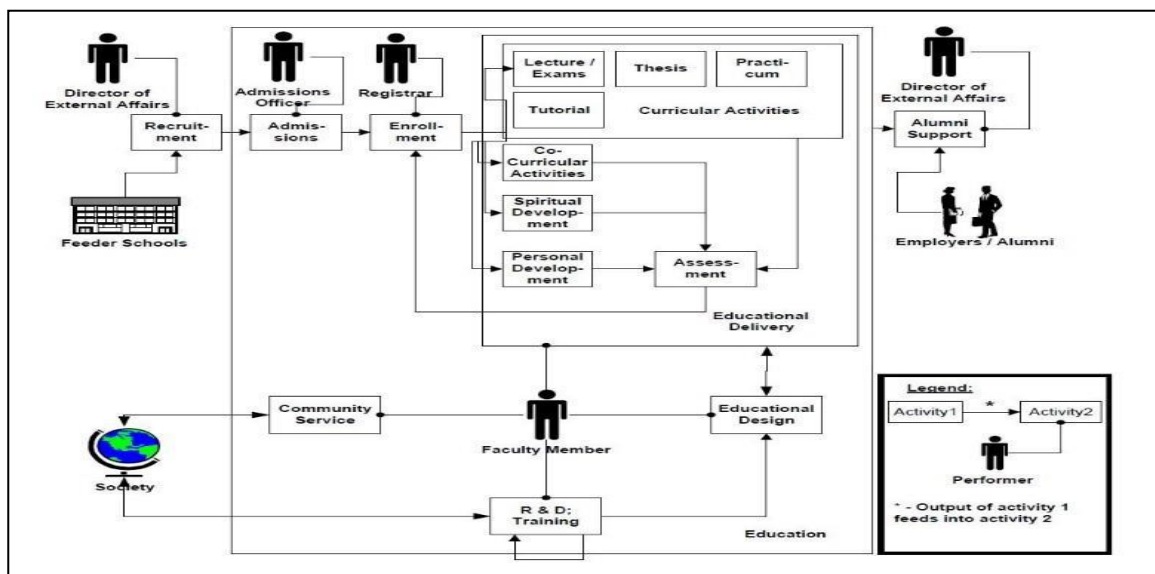 Director of
External Affairs
Recruit-
ment
Feeder Schools
Admissions
Officer
Admis-
sions
Registrar
Enroll-
ment
Lecture /
Exams
Thesis
Practi-
cum
Tutorial
Curricular Activities
Co-
Curricular
Activities
Spiritual
Develop-
ment
Personal
Develop-
ment
Assess-
ment
Educational
Delivery
Director of
External Affairs
Alumni
Support
Employers / Alumni
Community
Service
Faculty Member
Educational
Design
Society
R & D;
Training
Education
Legend:
Activity1
*
Activity2
Performer
* - Output of activity 1
feeds into activity 2